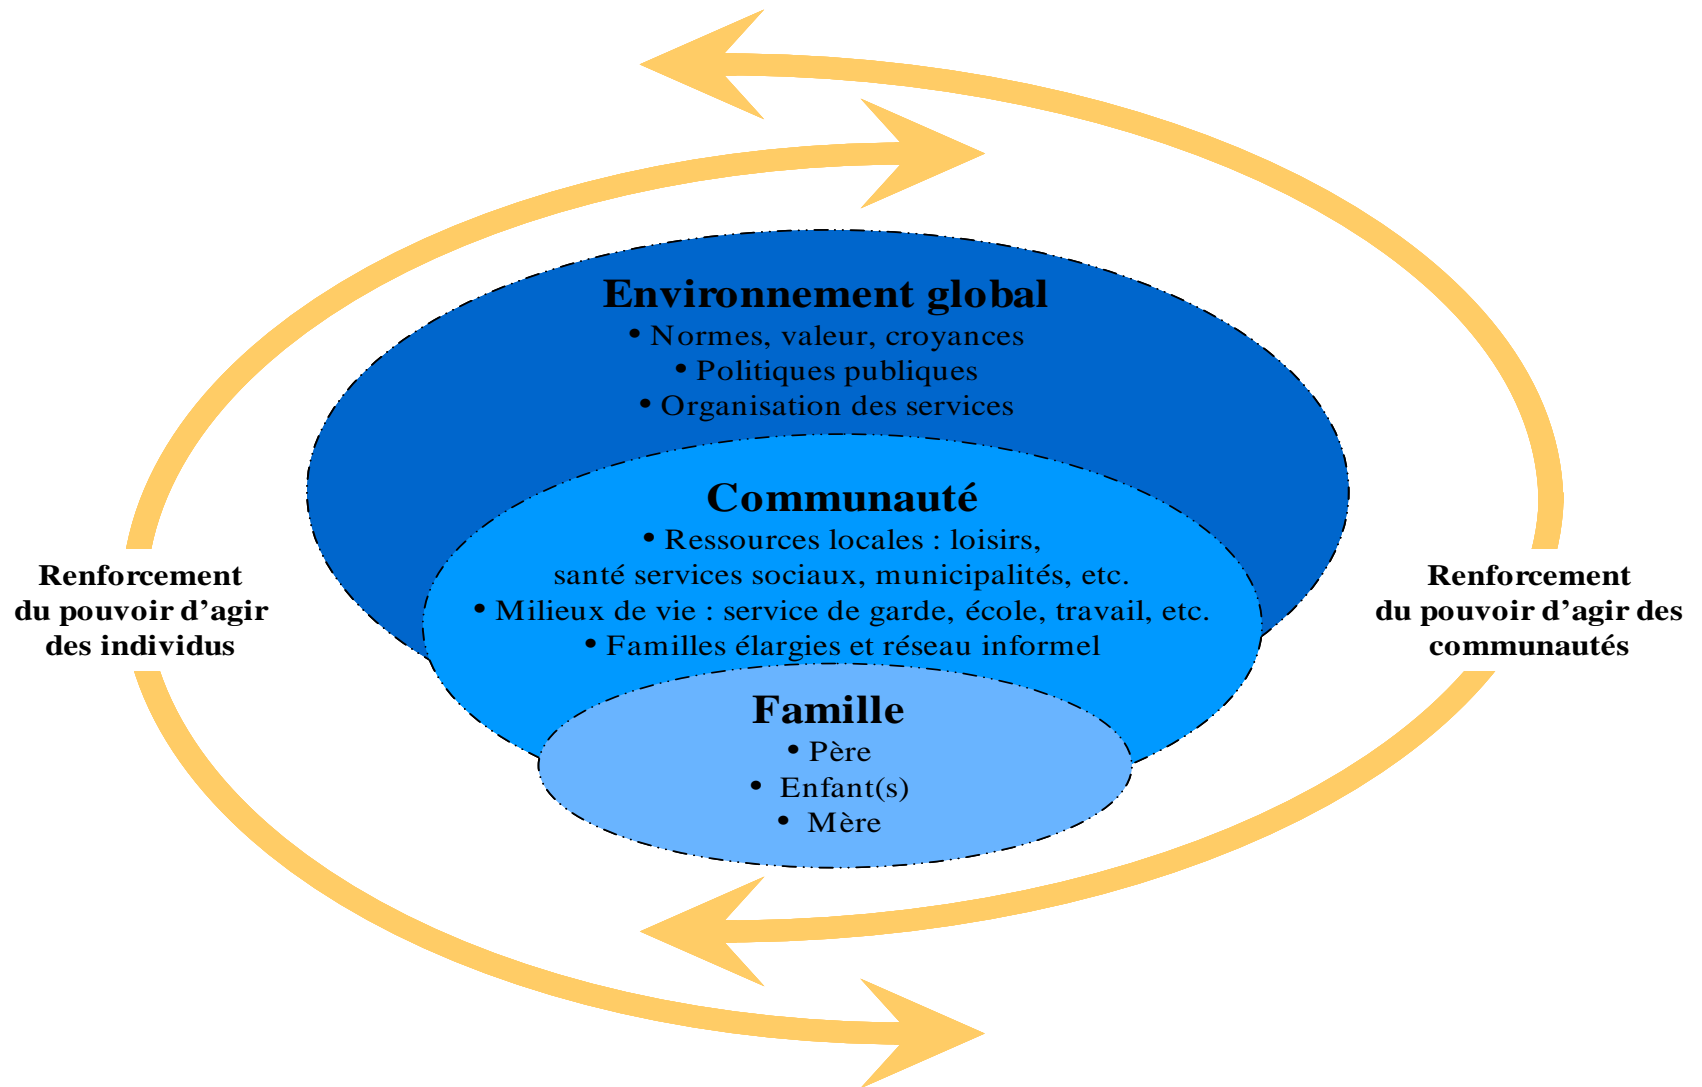 Environnement global
• Normes, valeur, croyances
• Politiques publiques
• Organisation des services
Communauté
• Ressources locales : loisirs,
santé services sociaux, municipalités, etc.
• Milieux de vie : service de garde, école, travail, etc.
• Familles élargies et réseau informel
Famille
• Père
• Enfant(s)
• Mère
Renforcement
du pouvoir d’agir
des individus
Renforcement
du pouvoir d’agir des
communautés